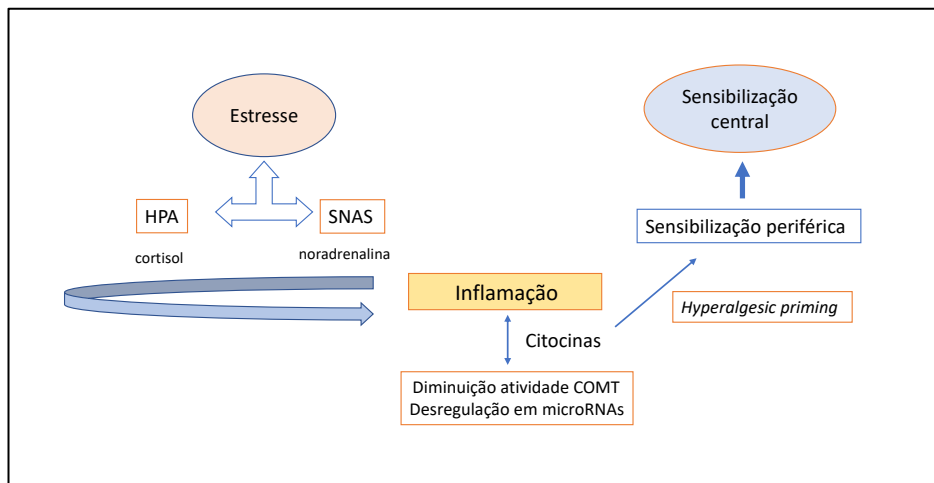 Estresse
Sensibilização
central
HPA
SNAS
Sensibilização periférica
cortisol
noradrenalina
Inflamação
Hyperalgesic priming
Citocinas
Diminuição atividade COMT
Desregulação em microRNAs